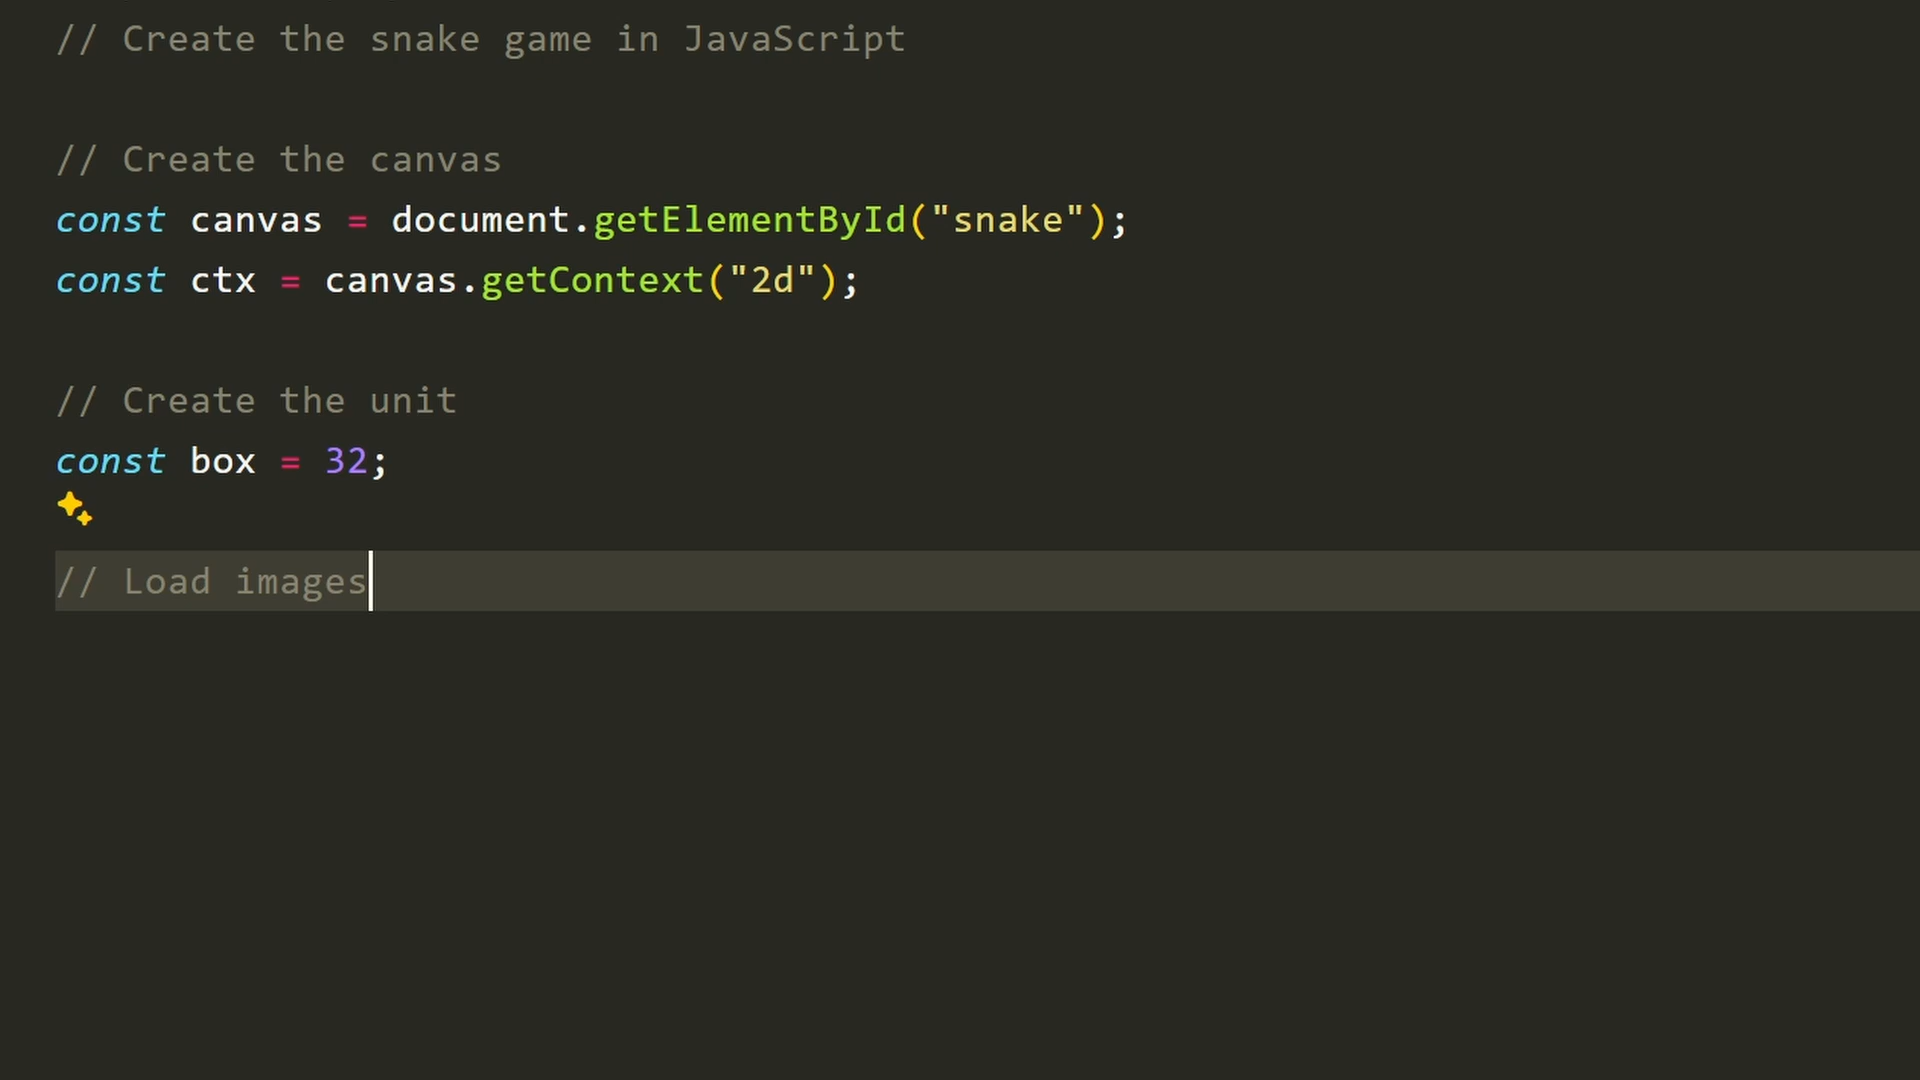 // Create the snake game in JavaScript
// Create the canvas
const canvas = document.getElementById("snake");
const ctx = canvas.getContext("2d");
// Create the unit
const box = 32;
// Load images